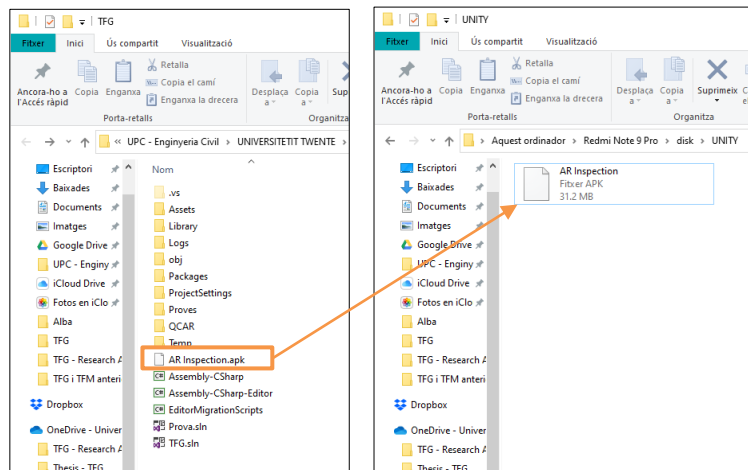 TFG
Fitxer Inici Ús compartit Visualització
Ancora-ho a l'Accés ràpid
Copia
Enganxa
Retalla
Copia el camí
Enganxa la drecera
Desplaça a
Copia a
Porta-retalls
UPC - Enginyeria Civil > UNIVERSITETIT TWENTE >
Escriptori
Baixades
Documents
Imatges
Google Drive
UPC - Enginy
iCloud Drive
Fotos en iClo
Alba
TFG
TFG - Research A
TFG i TFM anteri
Dropbox
OneDrive - Univer
TFG - Research A
Thesis - TFG
Nom
.vs
Assets
Library
Logs
obj
Packages
ProjectSettings
Proves
QCAR
Temp
AR Inspection.apk
Assembly-CSharp
Assembly-CSharp-Editor
EditorMigrationScripts
Prova.sln
TFG.sln
UNITY
Fitxer Inici Ús compartit Visualització
Ancora-ho a l'Accés ràpid
Copia
Enganxa
Retalla
Copia el camí
Enganxa la drecera
Desplaça a
Copia a
Suprimeix
Porta-retalls
Organitza
Aquest ordinador > Redmi Note 9 Pro > disk > UNITY
Escriptori
Baixades
Documents
Imatges
Google Drive
UPC - Enginy
iCloud Drive
Fotos en iClo
Alba
TFG
TFG - Research A
TFG i TFM anteri
Dropbox
OneDrive - Univer
TFG - Research A
Thesis - TFG
AR Inspection
Fitxer APK
31.2 MB